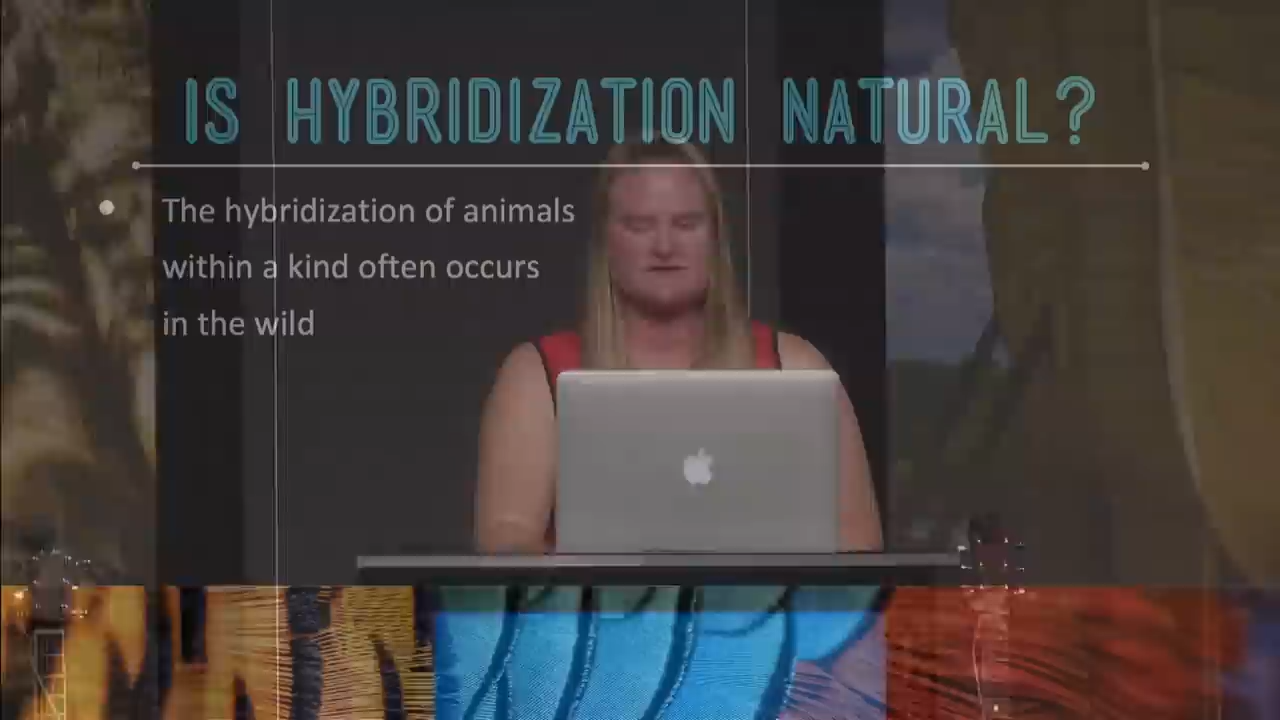 IS HYBRIDIZATION NATURAL?
The hybridization of animals
within a kind often occurs
in the wild